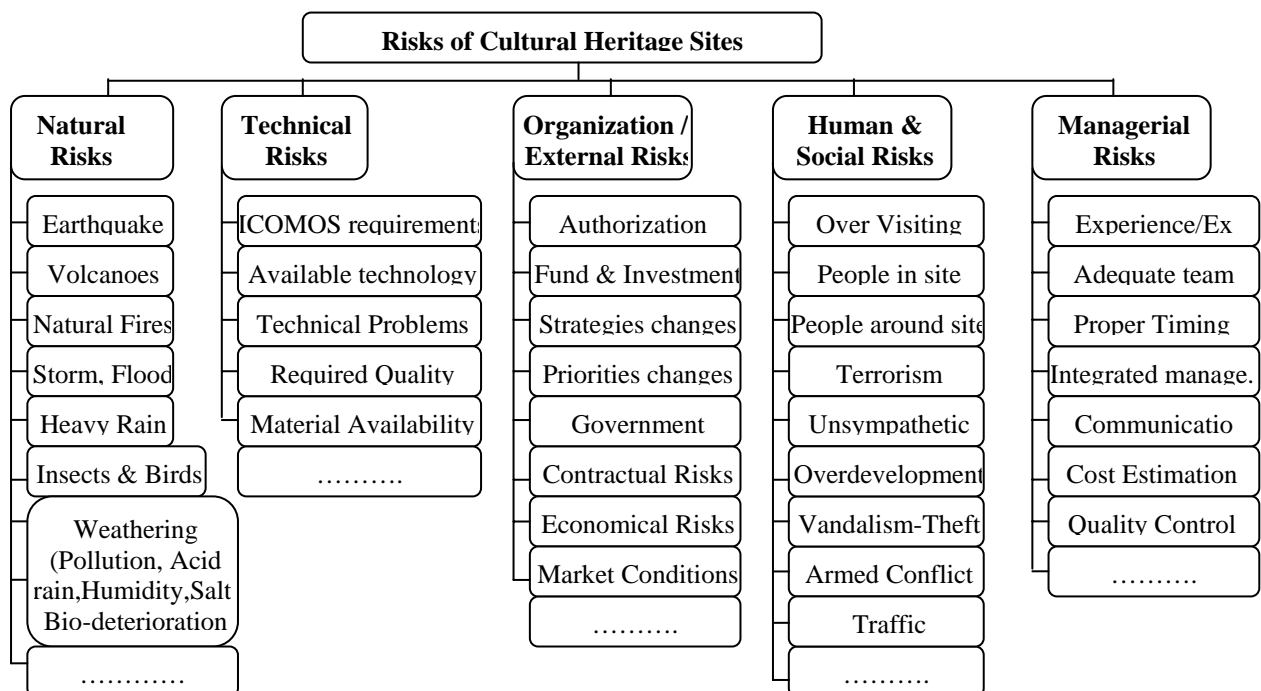 Risks of Cultural Heritage Sites
Natural
Risks
Earthquake
Volcanoes
Natural Fires
Storm, Flood
Heavy Rain
Insects & Birds
Weathering
(Pollution, Acid
rain,Humidity,Salt
Bio-deterioration
…………
Technical
Risks
ICOMOS requirements
Available technology
Technical Problems
Required Quality
Material Availability
……….
Organization /
External Risks
Authorization
Fund & Investment
Strategies changes
Priorities changes
Government
Contractual Risks
Economical Risks
Market Conditions
……….
Human &
Social Risks
Over Visiting
People in site
People around site
Terrorism
Unsympathetic
Overdevelopment
Vandalism-Theft
Armed Conflict
Traffic
……….
Managerial
Risks
Experience/Ex
Adequate team
Proper Timing
Integrated manage.
Communicatio
Cost Estimation
Quality Control
……….